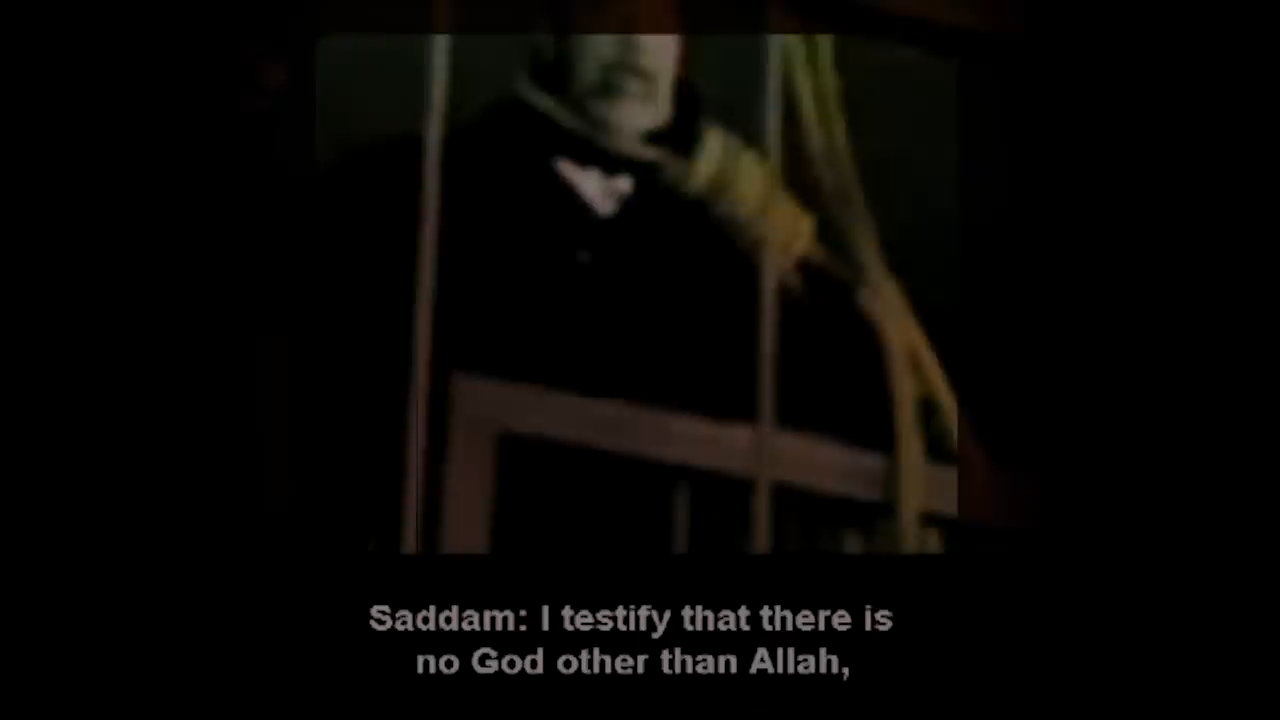 Saddam: I testify that there is
no God other than Allah,